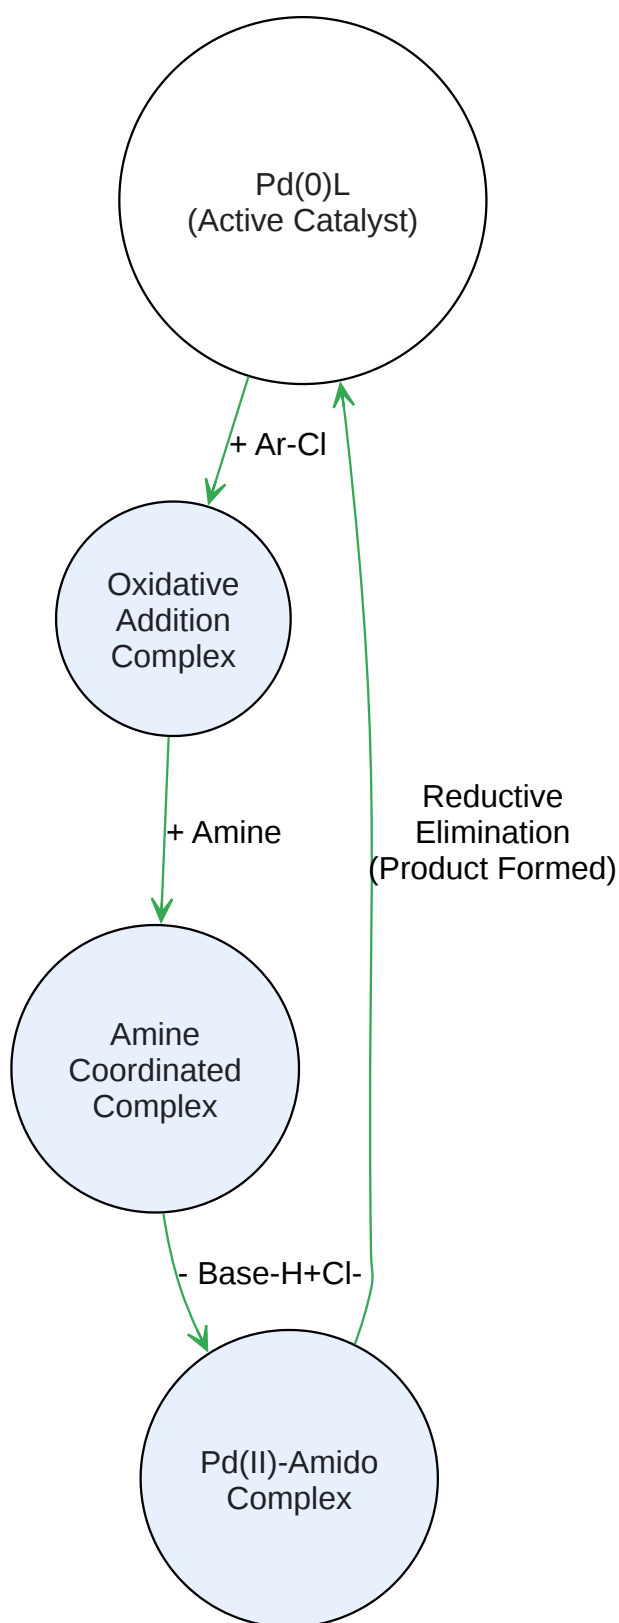 Pd(0)L
(Active Catalyst)
+ Ar-Cl
Oxidative
Addition
Complex
+ Amine
Reductive
Elimination
(Product Formed)
Amine
Coordinated
Complex
- Base-H+Cl-
Pd(II)-Amido
Complex